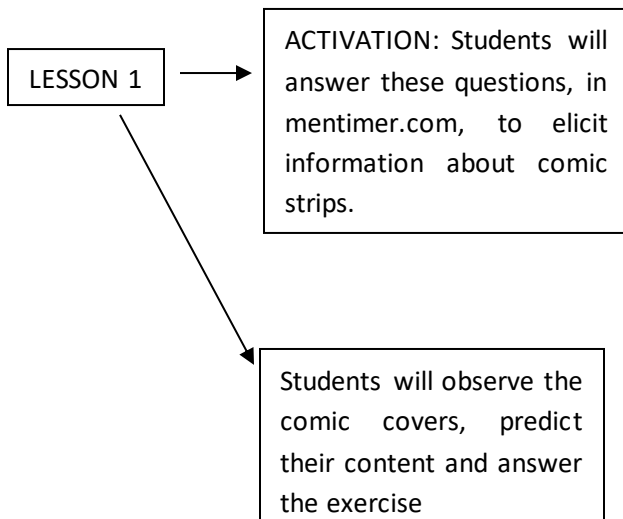 LESSON 1
ACTIVATION: Students will
answer these questions, in
mentimer.com, to elicit
information about comic
strips.
Students will observe the
comic covers, predict
their content and answer
the exercise